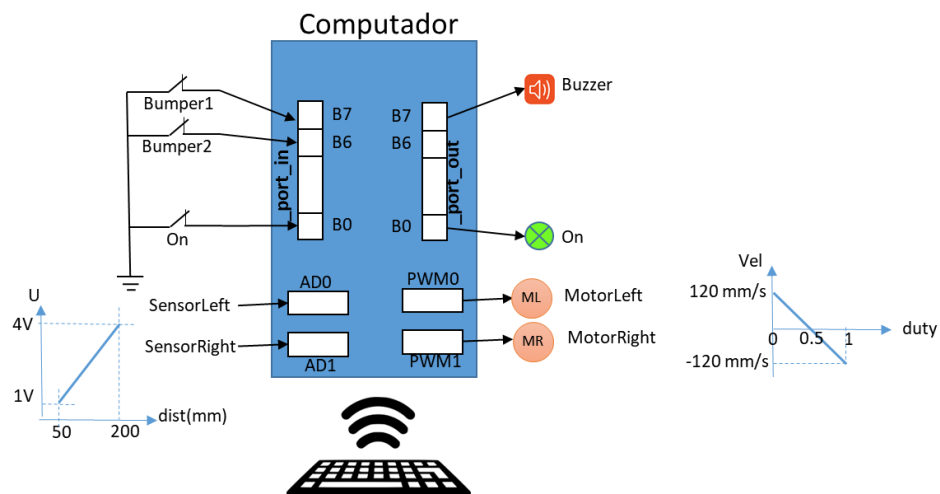 Computador
Bumper1
Bumper2
On
_port_in
B7
B6
B0
_port_out
B7
B6
B0
Buzzer
On
AD0
AD1
SensorLeft
SensorRight
PWM0
PWM1
ML
MotorLeft
MR
MotorRight
U
4V
1V
50
200
dist(mm)
Vel
120 mm/s
0
0.5
1
duty
-120 mm/s